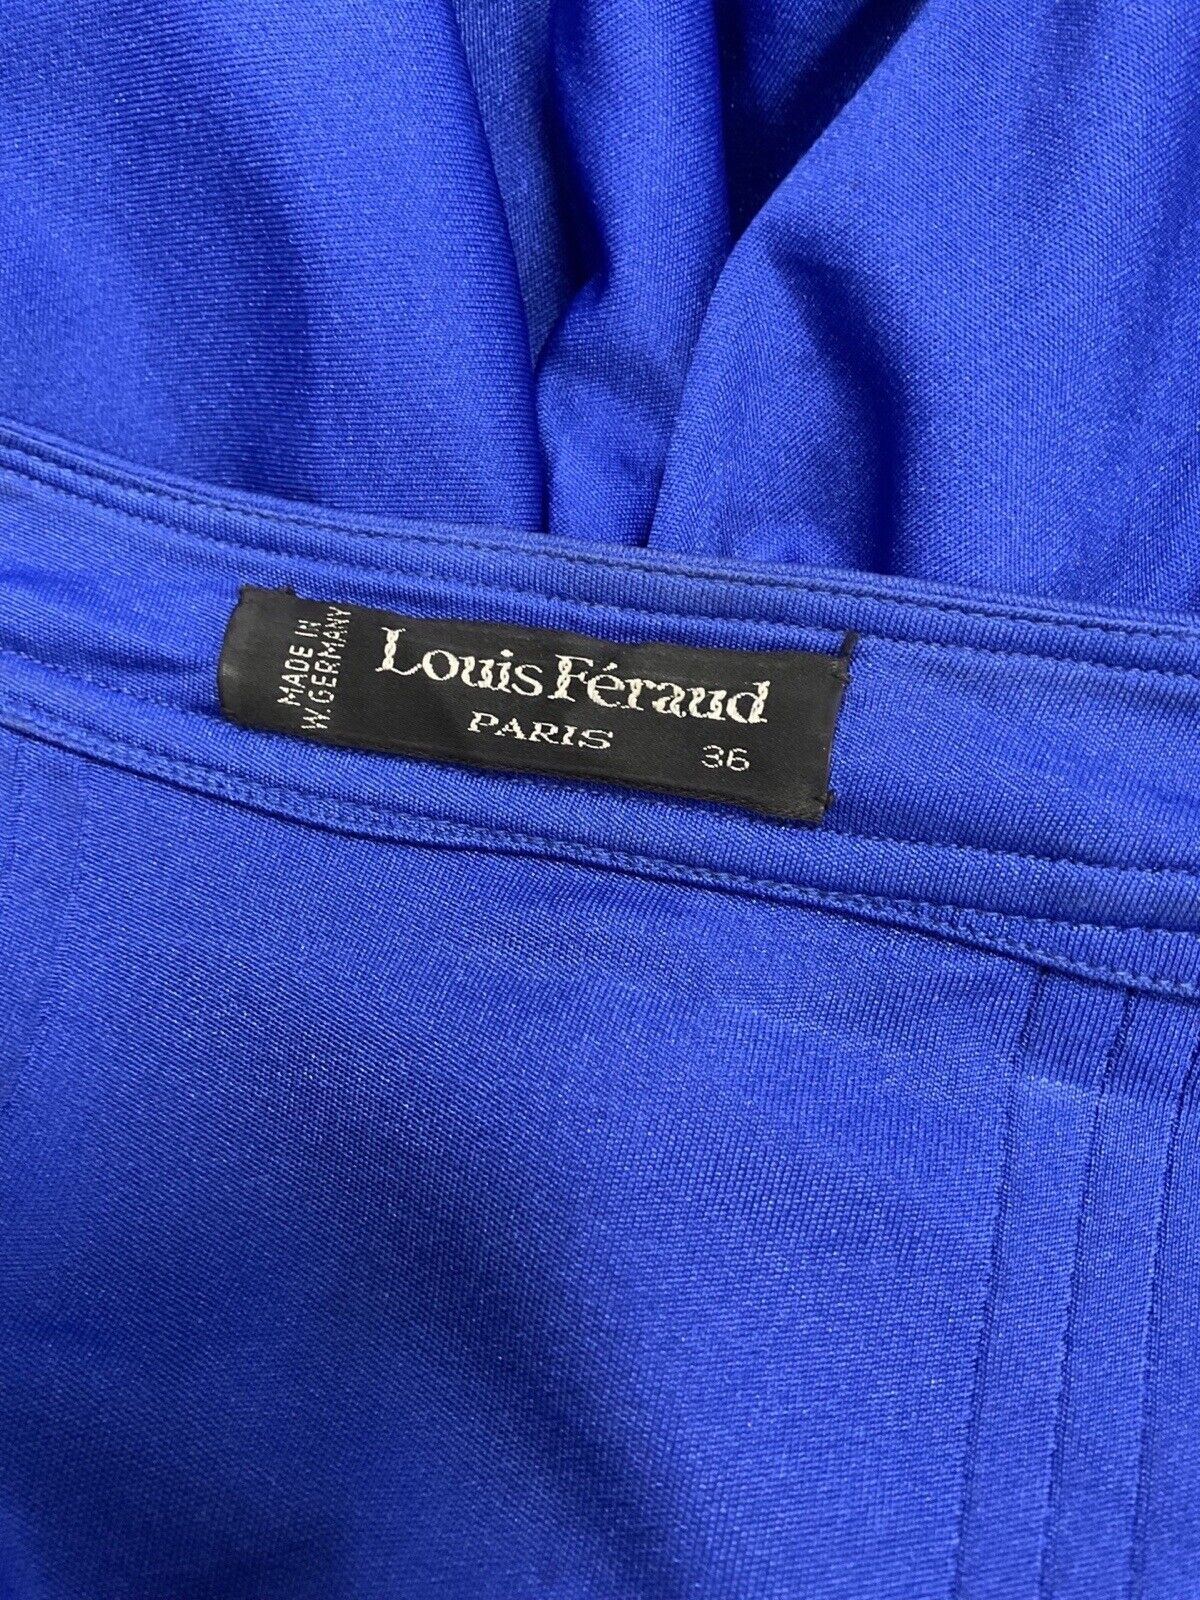 MADE IN
W. GERMANY
Louis Féraud
PARIS
36